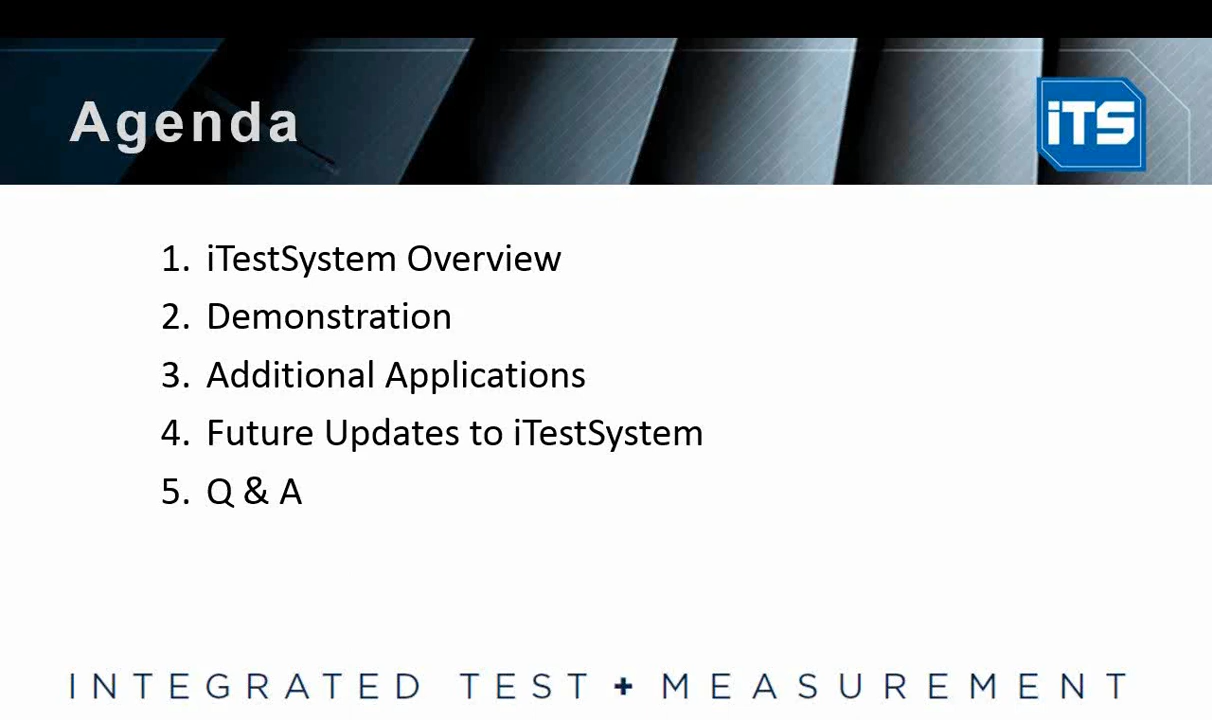 Agenda
iTS
1. iTestSystem Overview
2. Demonstration
3. Additional Applications
4. Future Updates to iTestSystem
5. Q & A
INTEGRATED TEST + MEASUREMENT